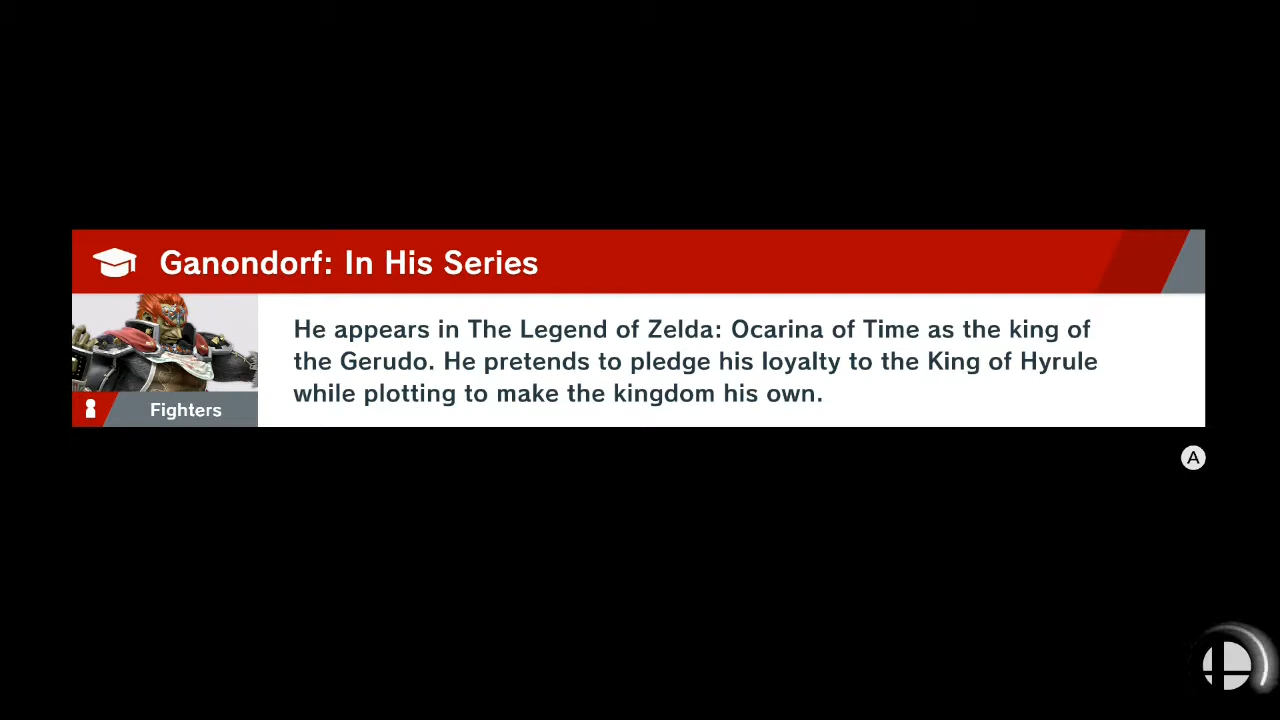 Ganondorf: In His Series
He appears in The Legend of Zelda: Ocarina of Time as the king of
the Gerudo. He pretends to pledge his loyalty to the King of Hyrule
while plotting to make the kingdom his own.
Fighters
A